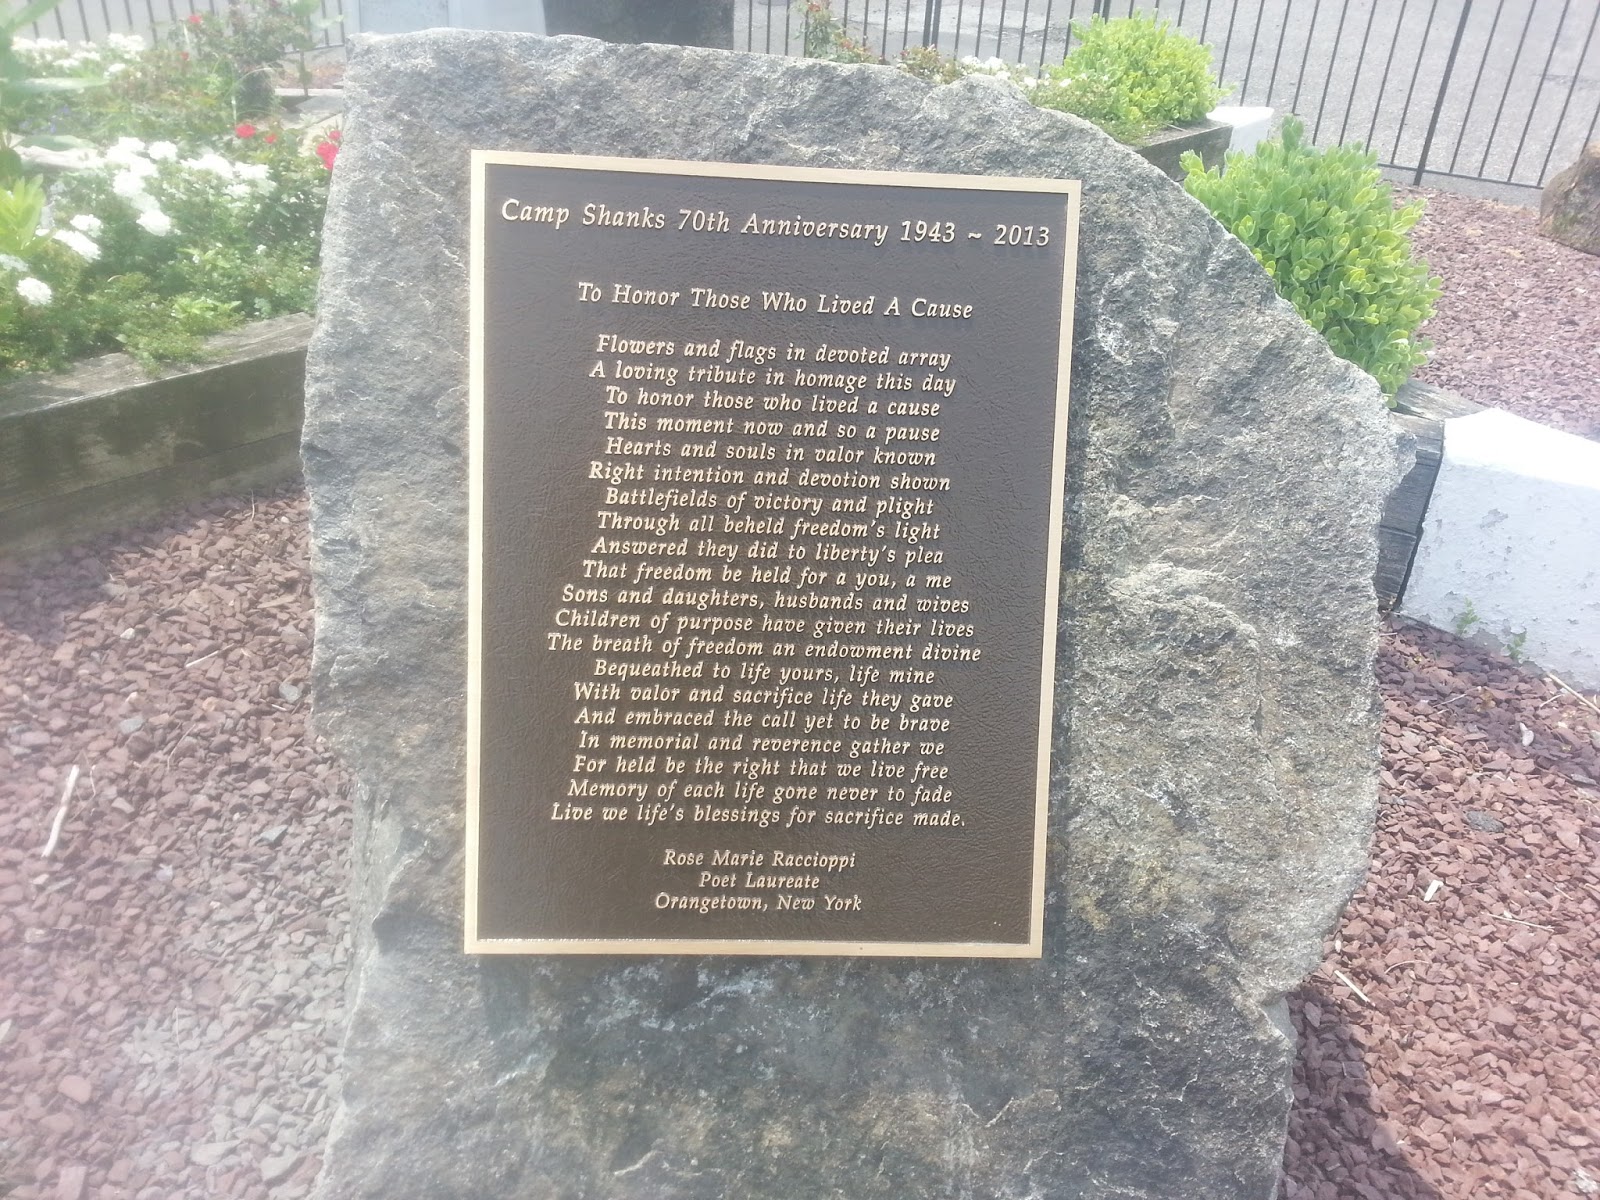 Camp Shanks 70th Anniversary 1943 ~ 2013
To Honor Those Who Lived A Cause
Flowers and flags in devoted array
A loving tribute in homage this day
To honor those who lived a cause
This moment now and so a pause
Hearts and souls in valor known
Right intention and devotion shown
Battlefields of victory and plight
Through all beheld freedom's light
Answered they did to liberty's plea
That freedom be held for a you, a me
Sons and daughters, husbands and wives
Children of purpose have given their lives
The breath of freedom an endowment divine
Bequeathed to life yours, life mine
With valor and sacrifice life they gave
And embraced the call yet to be brave
In memorial and reverence gather we
For held be the right that we live free
Memory of each life gone never to fade
Live we life's blessings for sacrifice made.
Rose Marie Raccioppi
Poet Laureate
Orangetown, New York